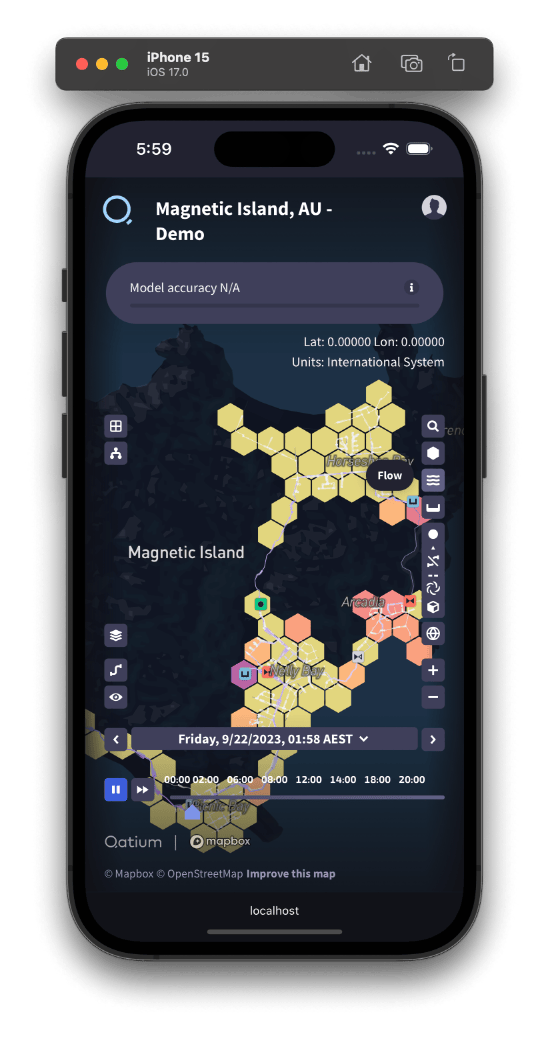 iPhone 15
iOS 17.0
5:59
Magnetic Island, AU -
Demo
Model accuracy N/A
Lat: 0.00000 Lon: 0.00000
Units: International System
Horseshoe Bay
Flow
Magnetic Island
Arcadia
Nelly Bay
Friday, 9/22/2023, 01:58 AEST
00:00 02:00 06:00 08:00 12:00 14:00 18:00 20:00
Picnic Bay
Qatium | mapbox
© Mapbox © OpenStreetMap Improve this map
localhost